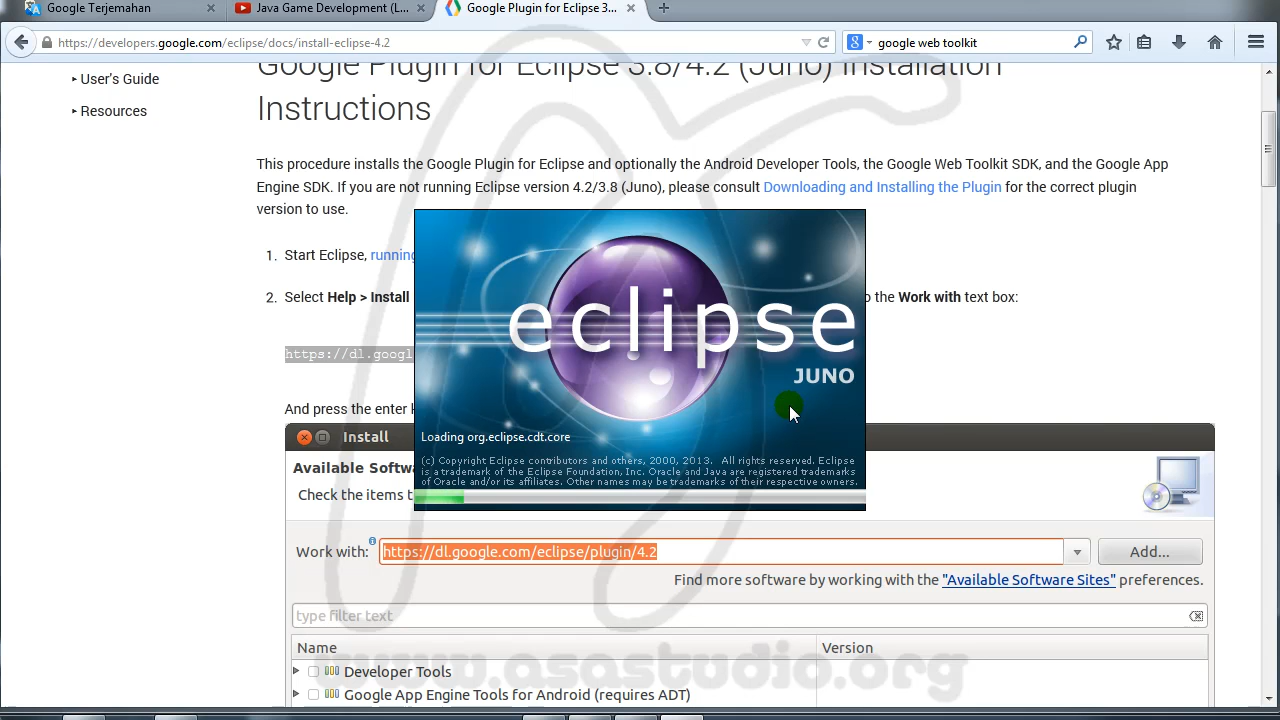 Google Terjemahan
Java Game Development (L...
Google Plugin for Eclipse 3...
https://developers.google.com/eclipse/docs/install-eclipse-4.2
google web toolkit
User's Guide
Resources
Google Plugin for Eclipse 3.8/4.2 (Juno) Installation
Instructions
This procedure installs the Google Plugin for Eclipse and optionally the Android Developer Tools, the Google Web Toolkit SDK, and the Google App
Engine SDK. If you are not running Eclipse version 4.2/3.8 (Juno), please consult Downloading and Installing the Plugin for the correct plugin
version to use.
1. Start Eclipse, running
2. Select Help > Install
the Work with text box:
https://dl.googl
And press the enter
eclipse
JUNO
Loading org.eclipse.cdt.core
(c) Copyright Eclipse contributors and others, 2000, 2013. All rights reserved. Eclipse
is a trademark of the Eclipse Foundation, Inc. Oracle and Java are registered trademarks
of Oracle and/or its affiliates. Other names may be trademarks of their respective owners.
Install
Available Softwa
Check the items t
Work with:
https://dl.google.com/eclipse/plugin/4.2
Add...
Find more software by working with the "Available Software Sites" preferences.
type filter text
Name
Version
Developer Tools
Google App Engine Tools for Android (requires ADT)
www.asastudio.org